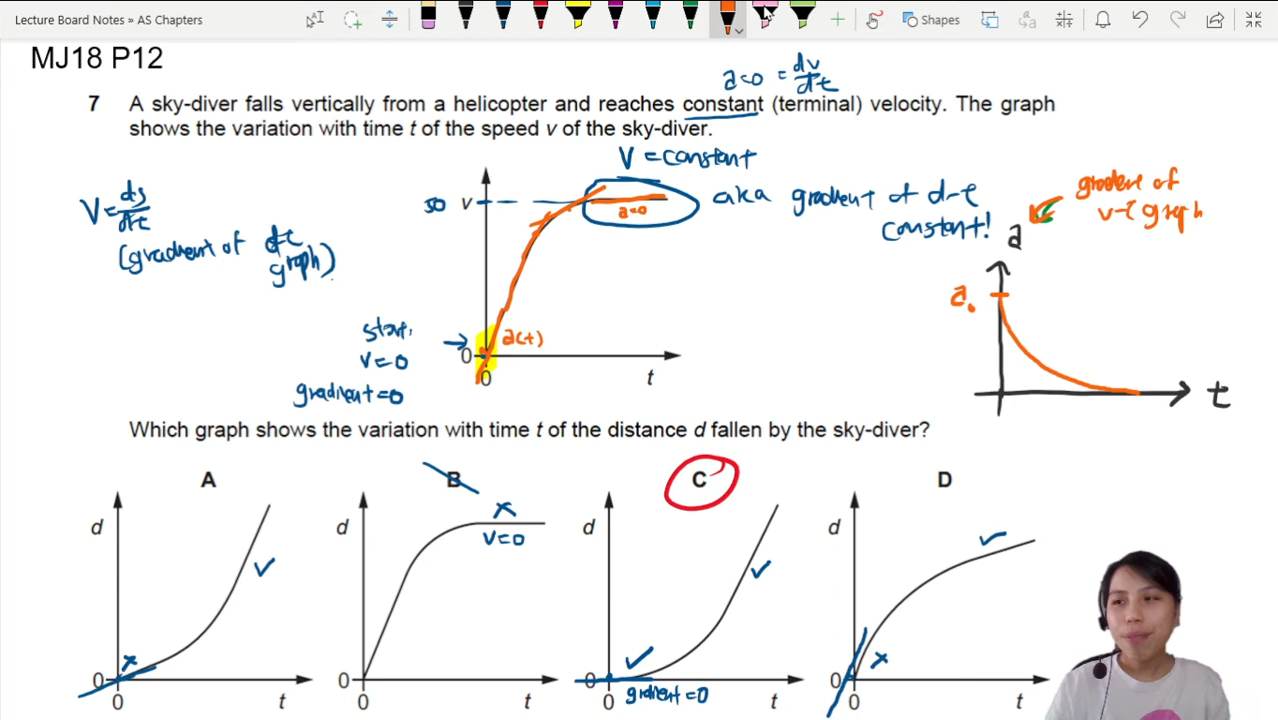 Lecture Board Notes » AS Chapters
Shapes
MJ18 P12
a=0 = dv/dt
7 A sky-diver falls vertically from a helicopter and reaches constant (terminal) velocity. The graph
shows the variation with time t of the speed v of the sky-diver.
V = constant
V = ds/dt
(gradient of dt
graph)
50 v
a=0
aka gradient of d-t
constant!
gradient of
v-t graph
a
a₀
start,
v=0
gradient=0
0
a(t)
0
t
t
Which graph shows the variation with time t of the distance d fallen by the sky-diver?
A
B
C
D
d
d
d
d
x
v=0
x
x
0
0
0
0
gradient=0
0
t
0
t
0
t
0
t